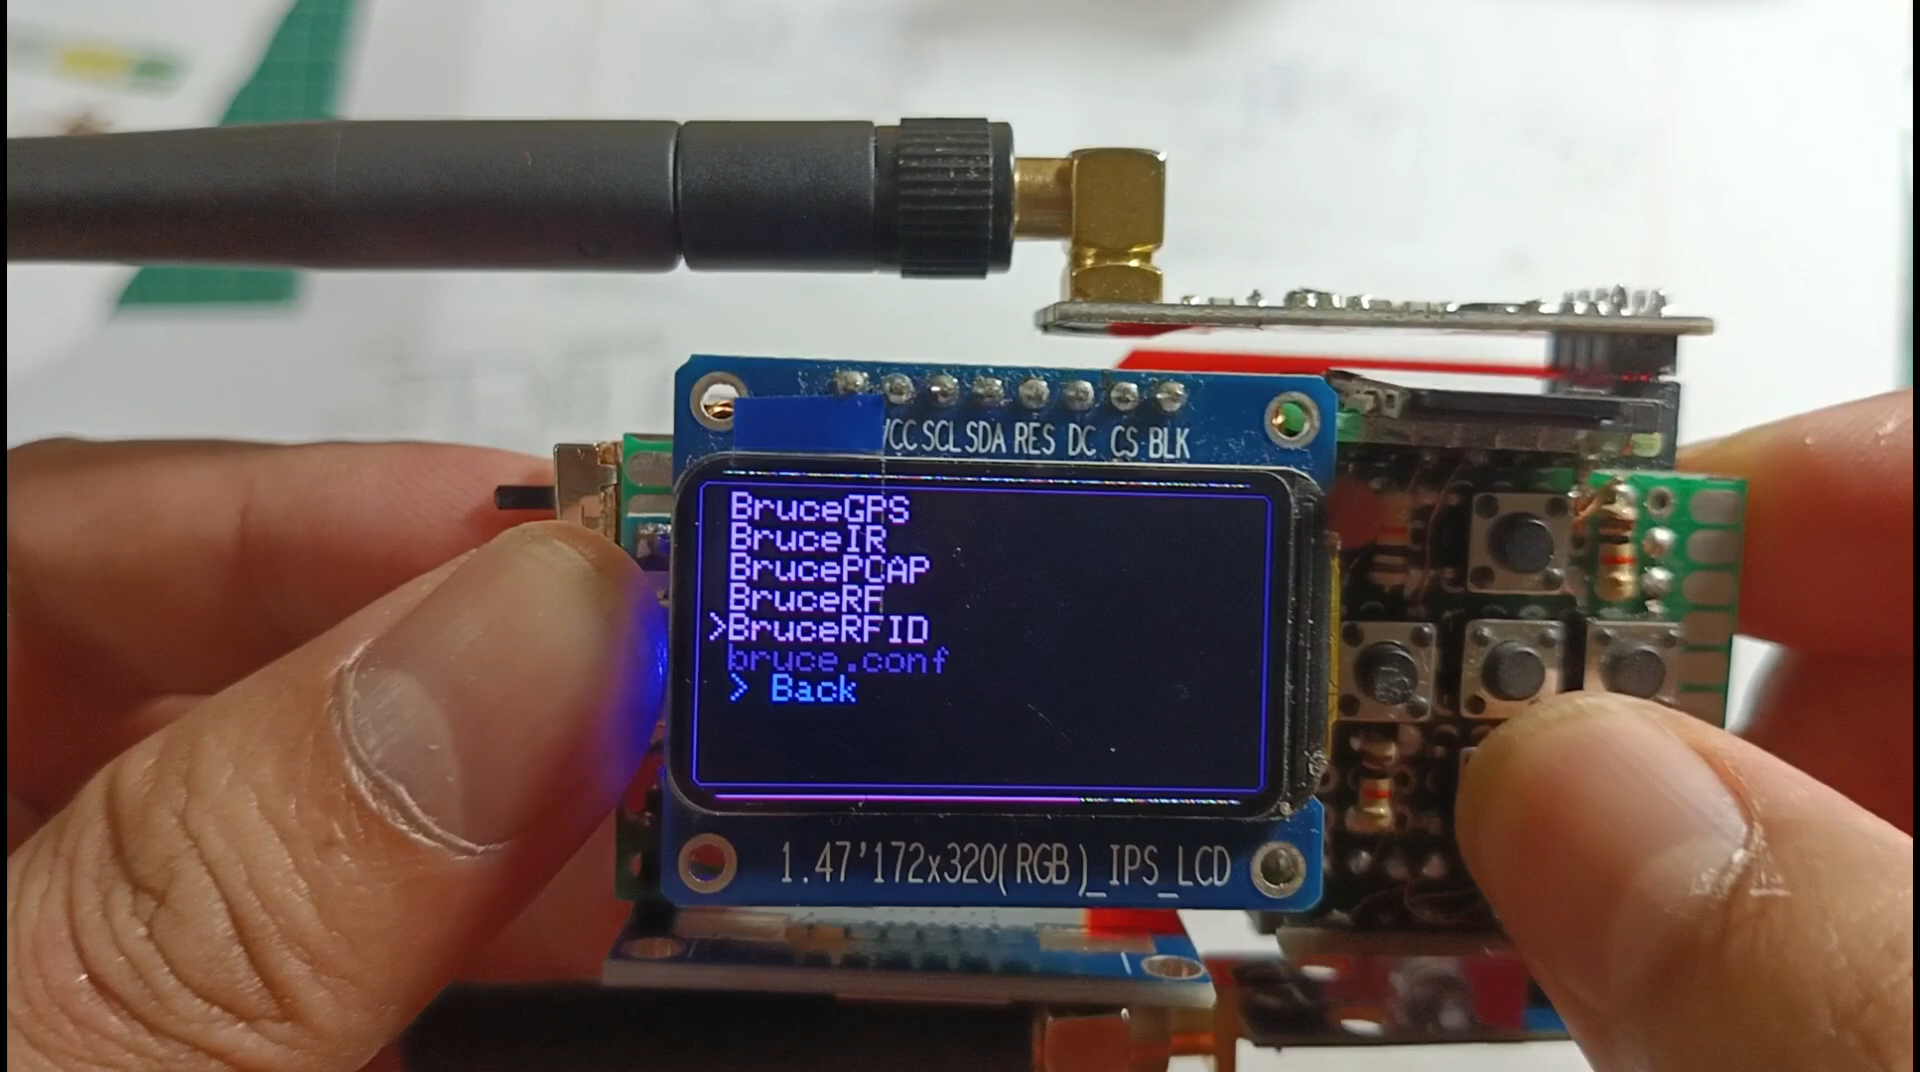 CC SCL SDA RES DC CS BLK
BruceGPS
BruceIR
BrucePCAP
BruceRF
>BruceRFID
bruce.conf
> Back
1.47'172x320(RGB)_IPS_LCD